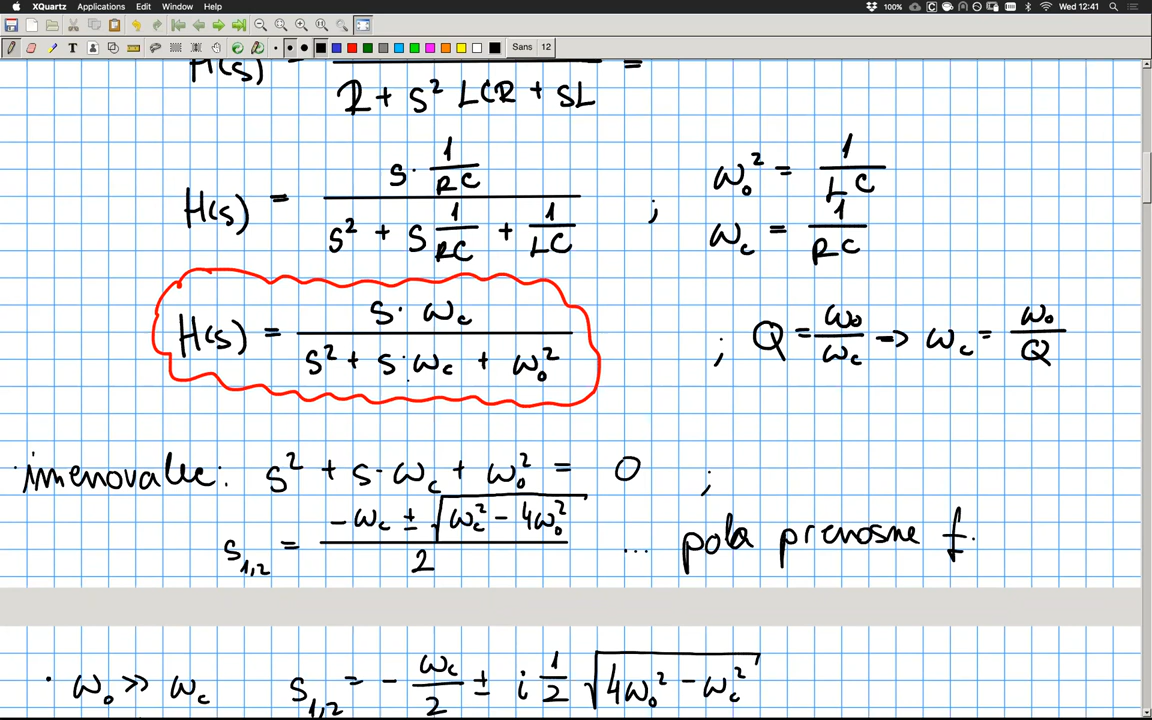 XQuartz Applications Edit Window Help 100% Wed 12:41
Sans 12
H(s) = ‾ =
R + s² LCR + sL
H(s) = (s · 1/RC) / (s² + s 1/RC + 1/LC) ; ω₀² = 1/LC
ω_c = 1/RC
H(s) = (s · ω_c) / (s² + s · ω_c + ω₀²) ; Q = ω₀/ω_c → ω_c = ω₀/Q
imenovalec: s² + s · ω_c + ω₀² = 0 ;
s₁,₂ = (-ω_c ± √(ω_c² - 4ω₀²)) / 2 ... pola prenosne f.
· ω₀ >> ω_c s₁,₂ = - ω_c/2 ± i 1/2 √(4ω₀² - ω_c²)